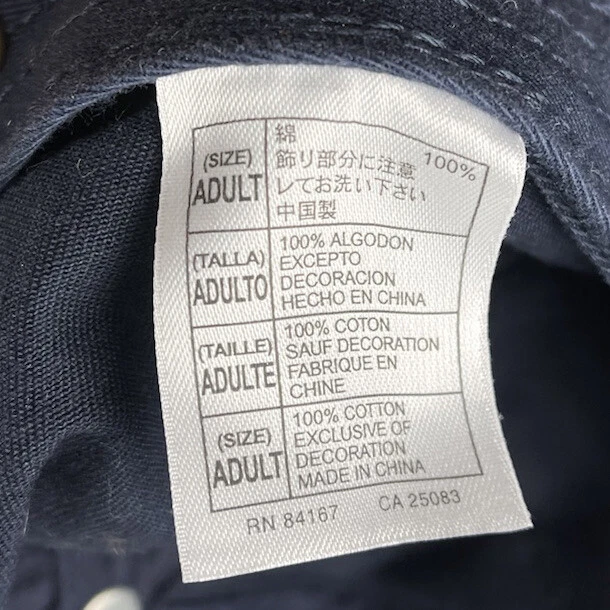 (SIZE)
ADULT
綿 100%
飾り部分に注意
レてお洗い下さい
中国製
(TALLA)
ADULTO
100% ALGODON
EXCEPTO
DECORACION
HECHO EN CHINA
(TAILLE)
ADULTE
100% COTON
SAUF DECORATION
FABRIQUE EN
CHINE
(SIZE)
ADULT
100% COTTON
EXCLUSIVE OF
DECORATION
MADE IN CHINA
RN 84167 CA 25083